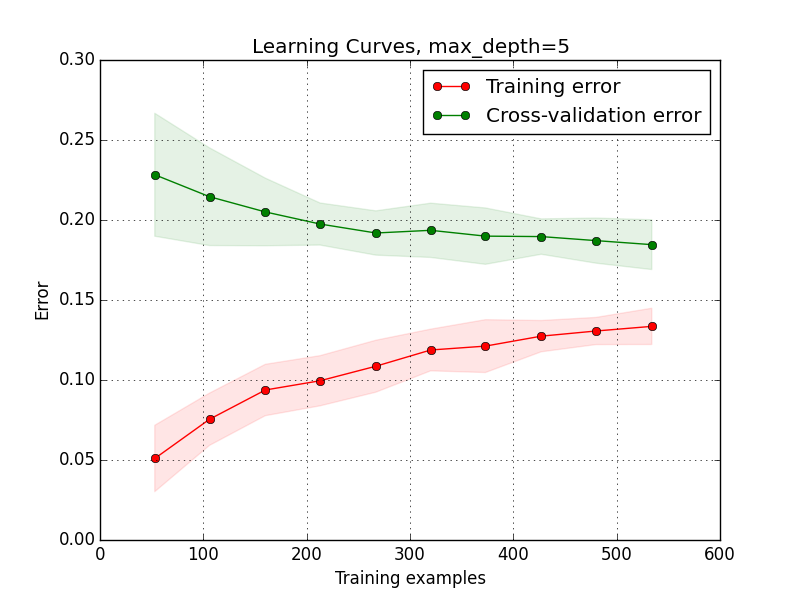 Learning Curves, max_depth=5
Training error
Cross-validation error
0.30
0.25
0.20
0.15
0.10
0.05
0.00
Error
0 100 200 300 400 500 600
Training examples